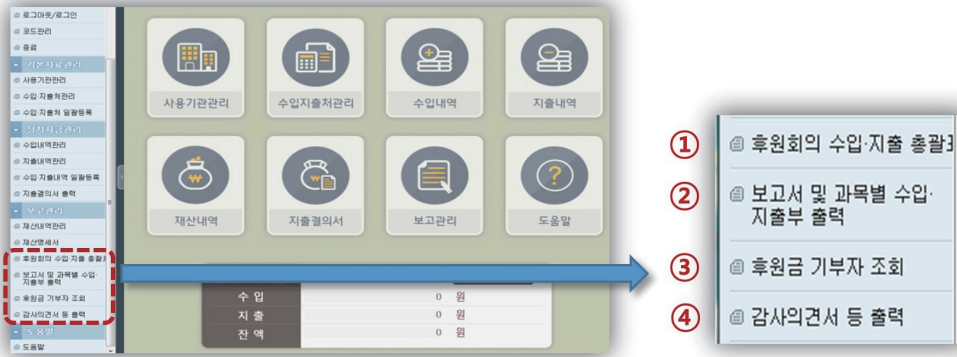 로그아웃/로그인
코드관리
종료
기본자료관리
사용기관관리
수입·지출처관리
수입·지출처 일괄등록
정치자금관리
수입내역관리
지출내역관리
수입·지출내역 일괄등록
지출결의서 출력
보고관리
재산내역관리
재산명세서
후원회의 수입·지출 총괄표
보고서 및 과목별 수입·
지출부 출력
후원금 기부자 조회
감사의견서 등 출력
도움말
도움말
사용기관관리
수입지출처관리
수입내역
지출내역
재산내역
지출결의서
보고관리
도움말
수 입 0 원
지 출 0 원
잔 액 0 원
① 후원회의 수입·지출 총괄표
② 보고서 및 과목별 수입·
지출부 출력
③ 후원금 기부자 조회
④ 감사의견서 등 출력